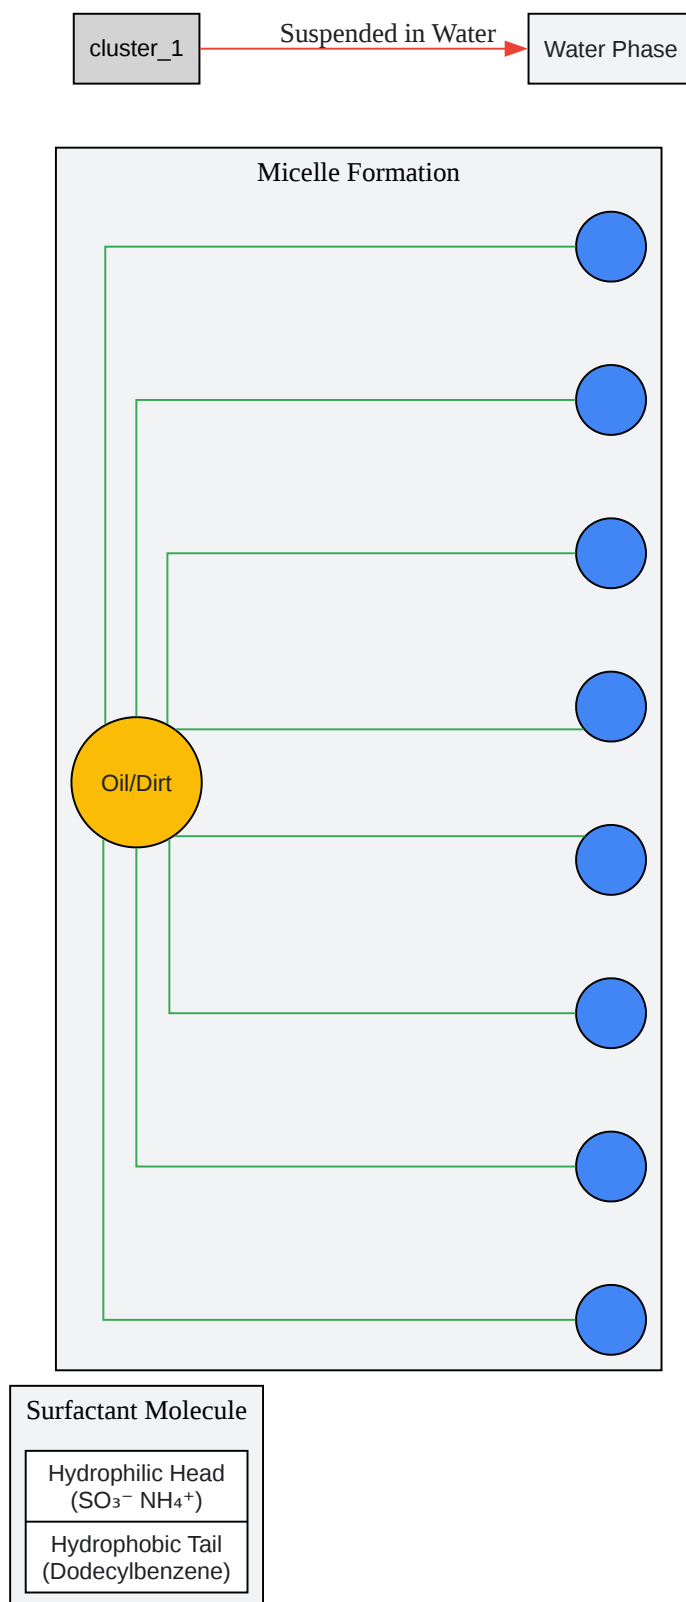 cluster_1
Suspended in Water
Water Phase
Micelle Formation
Oil/Dirt
Surfactant Molecule
Hydrophilic Head
(SO₃⁻ NH₄⁺)
Hydrophobic Tail
(Dodecylbenzene)